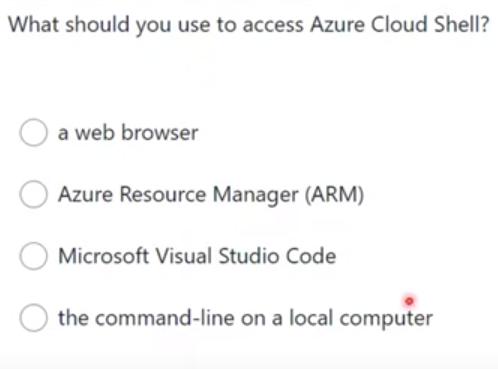 What should you use to access Azure Cloud Shell?
a web browser
Azure Resource Manager (ARM)
Microsoft Visual Studio Code
the command-line on a local computer